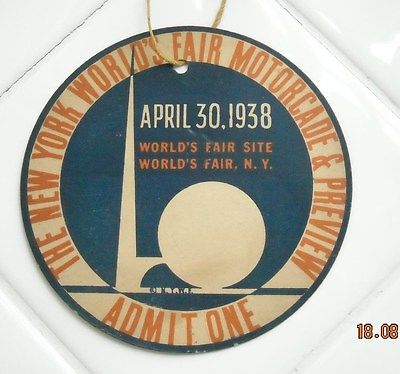 THE NEW YORK WORLD'S FAIR MOTORCADE & PREVIEW
APRIL 30, 1938
WORLD'S FAIR SITE
WORLD'S FAIR, N. Y.
ADMIT ONE
18.08